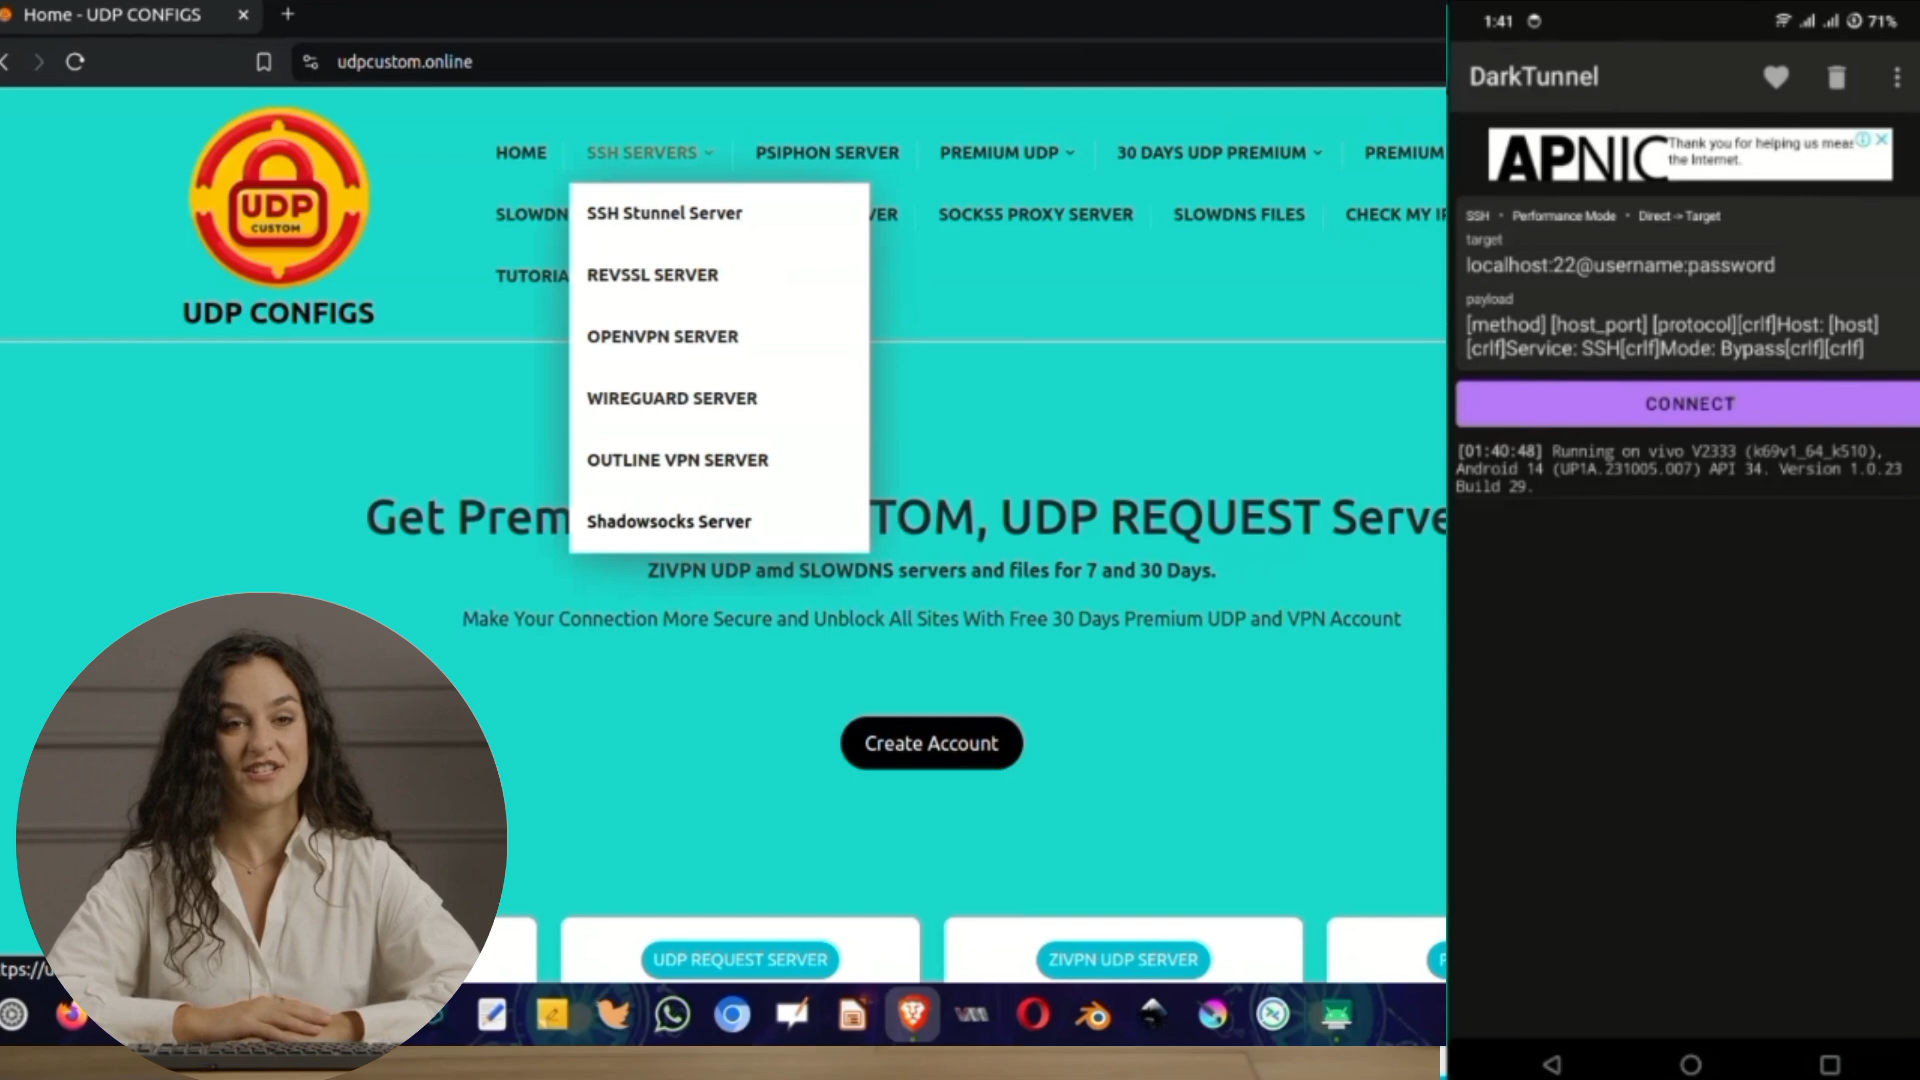 Home - UDP CONFIGS
udpcustom.online
UDP
CUSTOM
UDP CONFIGS
HOME
SSH SERVERS
PSIPHON SERVER
PREMIUM UDP
30 DAYS UDP PREMIUM
PREMIUM
SLOWDN
VER
SOCKS5 PROXY SERVER
SLOWDNS FILES
CHECK MY IP
TUTORIA
SSH Stunnel Server
REVSSL SERVER
OPENVPN SERVER
WIREGUARD SERVER
OUTLINE VPN SERVER
Shadowsocks Server
Get Prem TOM, UDP REQUEST Serve
ZIVPN UDP amd SLOWDNS servers and files for 7 and 30 Days.
Make Your Connection More Secure and Unblock All Sites With Free 30 Days Premium UDP and VPN Account
Create Account
UDP REQUEST SERVER
ZIVPN UDP SERVER
tps://u
1:41
71%
DarkTunnel
APNIC
Thank you for helping us meas
the Internet.
SSH • Performance Mode • Direct -> Target
target
localhost:22@username:password
payload
[method] [host_port] [protocol][crlf]Host: [host]
[crlf]Service: SSH[crlf]Mode: Bypass[crlf][crlf]
CONNECT
[01:40:48] Running on vivo V2333 (k69v1_64_k510),
Android 14 (UP1A.231005.007) API 34. Version 1.0.23
Build 29.